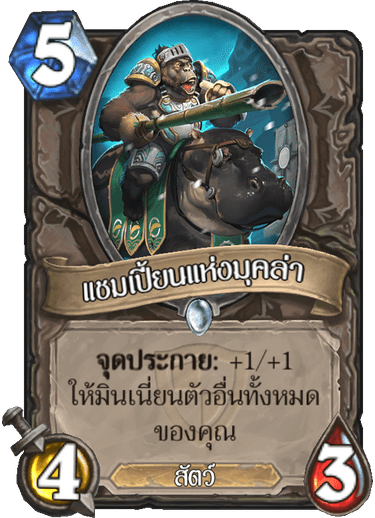 5
แชมเปี้ยนแห่งมุคล่า
จุดประกาย: +1/+1
ให้มินเนี่ยนตัวอื่นทั้งหมด
ของคุณ
สัตว์
4
3